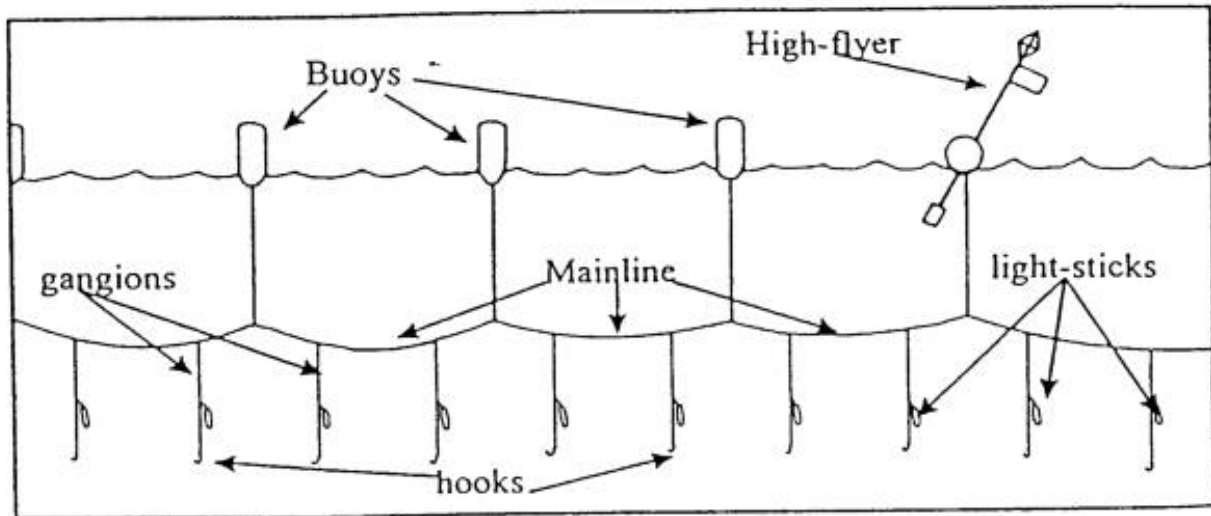 High-flyer
Buoys
gangions
Mainline
light-sticks
hooks